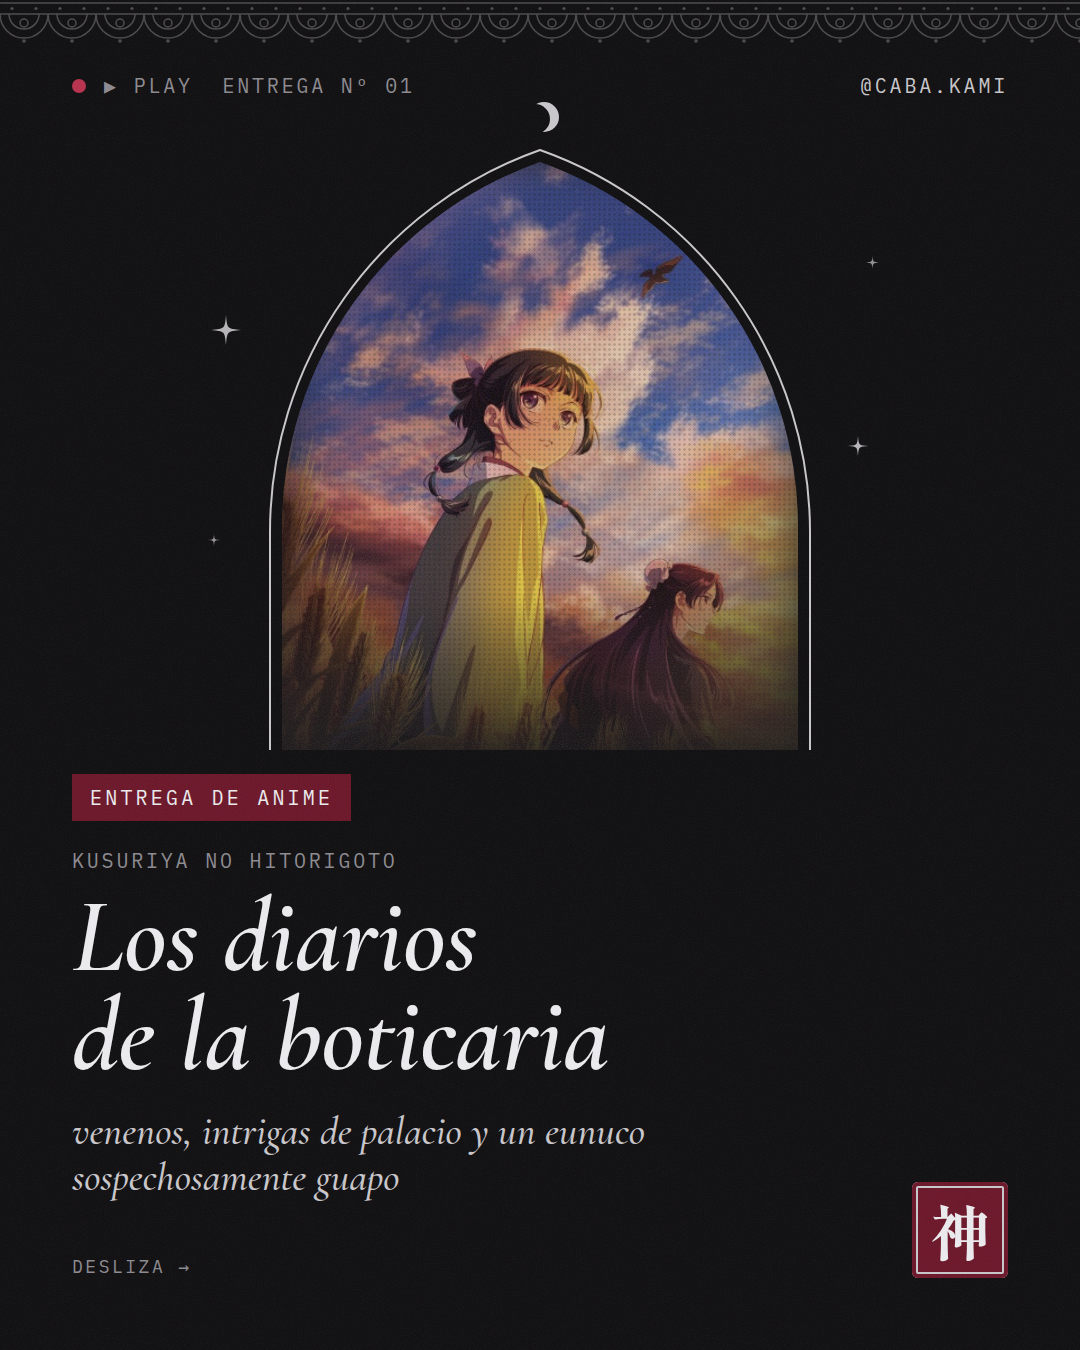 ▶ PLAY ENTREGA Nº 01
@CABA.KAMI
ENTREGA DE ANIME
KUSURIYA NO HITORIGOTO
Los diarios
de la boticaria
venenos, intrigas de palacio y un eunuco
sospechosamente guapo
DESLIZA →
神